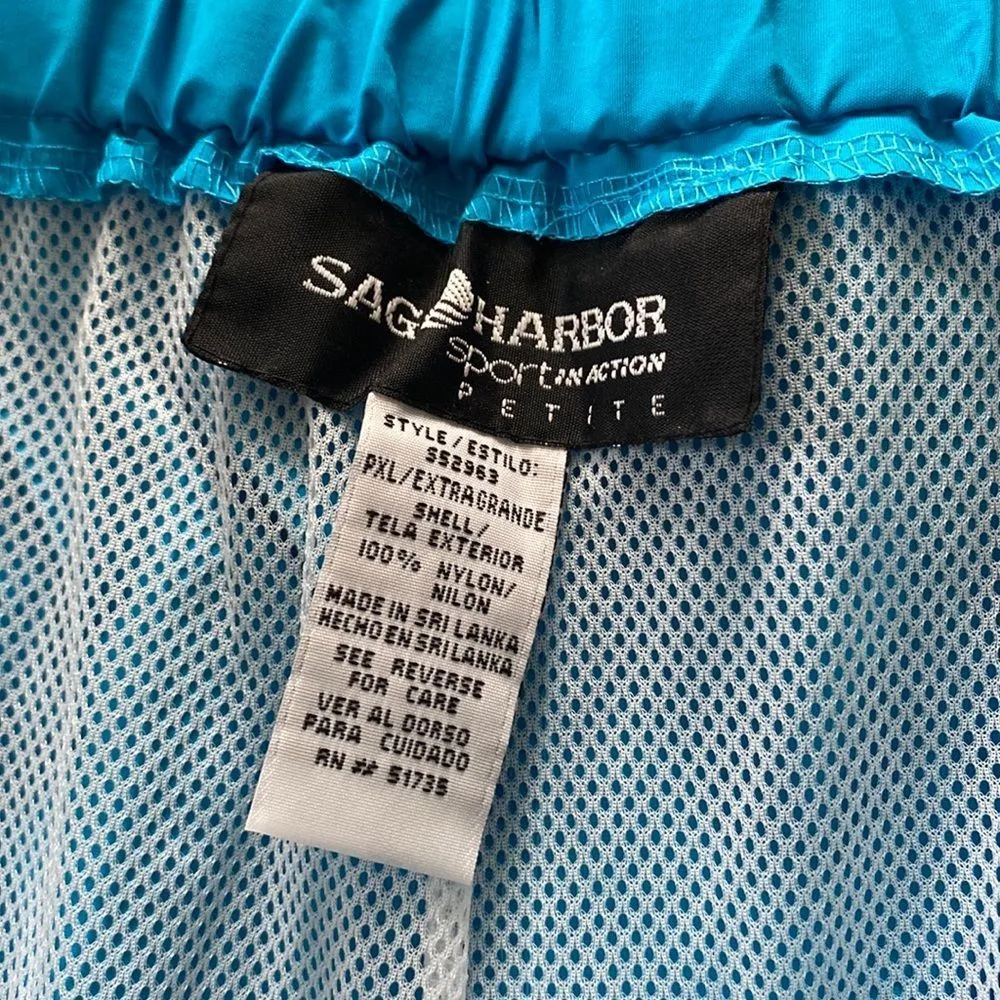 SAG HARBOR
sport IN ACTION
PETITE
STYLE/ESTILO:
SS2963
PXL/EXTRAGRANDE
SHELL/
TELA EXTERIOR
100% NYLON/
NILON
MADE IN SRI LANKA
HECHO EN SRI LANKA
SEE REVERSE
FOR CARE
VER AL DORSO
PARA CUIDADO
RN ## 51735